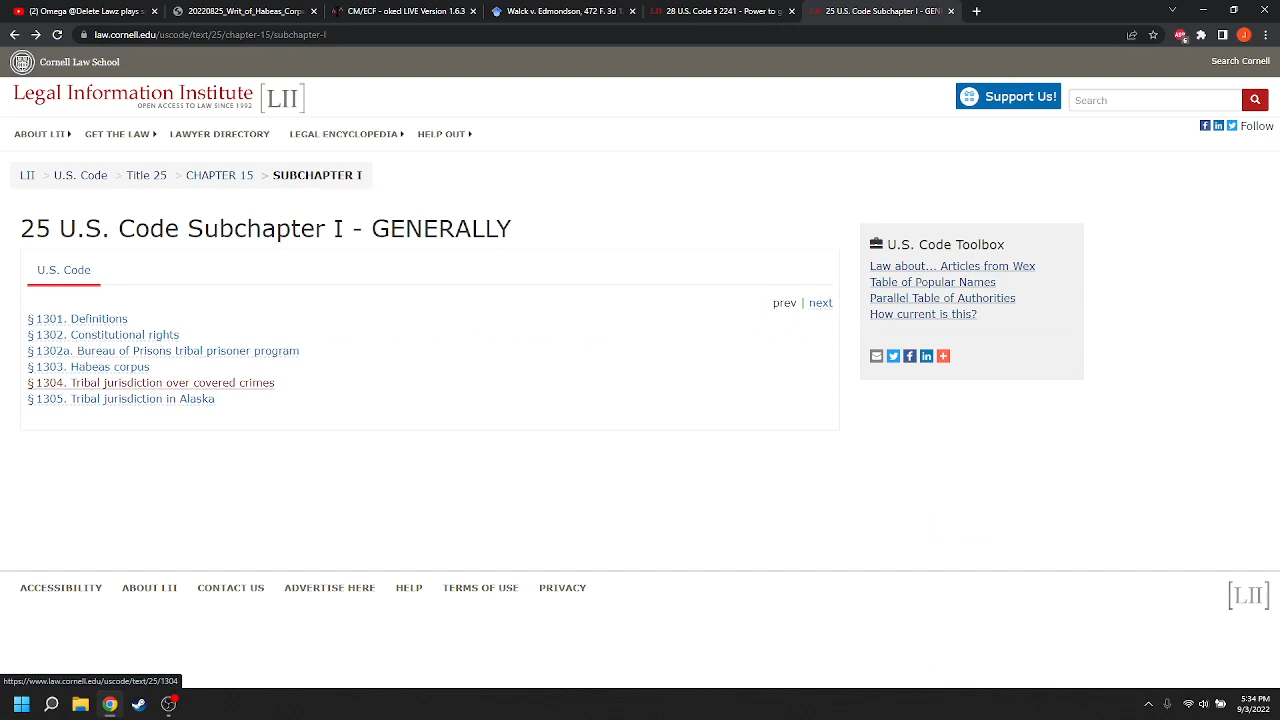 (2) Omega @Delete Lawz plays s
20220825_Writ_of_Habeas_Corpu
CM/ECF - oled LIVE Version 1.6.3
Walck v. Edmondson, 472 F. 3d 1
LII 28 U.S. Code § 2241 - Power to g
LII 25 U.S. Code Subchapter I - GENE
law.cornell.edu/uscode/text/25/chapter-15/subchapter-I
Cornell Law School
Search Cornell
Legal Information Institute [LII]
OPEN ACCESS TO LAW SINCE 1992
Support Us!
Search
ABOUT LII GET THE LAW LAWYER DIRECTORY LEGAL ENCYCLOPEDIA HELP OUT
Follow
LII > U.S. Code > Title 25 > CHAPTER 15 > SUBCHAPTER I
25 U.S. Code Subchapter I - GENERALLY
U.S. Code
prev | next
§ 1301. Definitions
§ 1302. Constitutional rights
§ 1302a. Bureau of Prisons tribal prisoner program
§ 1303. Habeas corpus
§ 1304. Tribal jurisdiction over covered crimes
§ 1305. Tribal jurisdiction in Alaska
U.S. Code Toolbox
Law about... Articles from Wex
Table of Popular Names
Parallel Table of Authorities
How current is this?
ACCESSIBILITY ABOUT LII CONTACT US ADVERTISE HERE HELP TERMS OF USE PRIVACY
[LII]
https://www.law.cornell.edu/uscode/text/25/1304
5:34 PM
9/3/2022